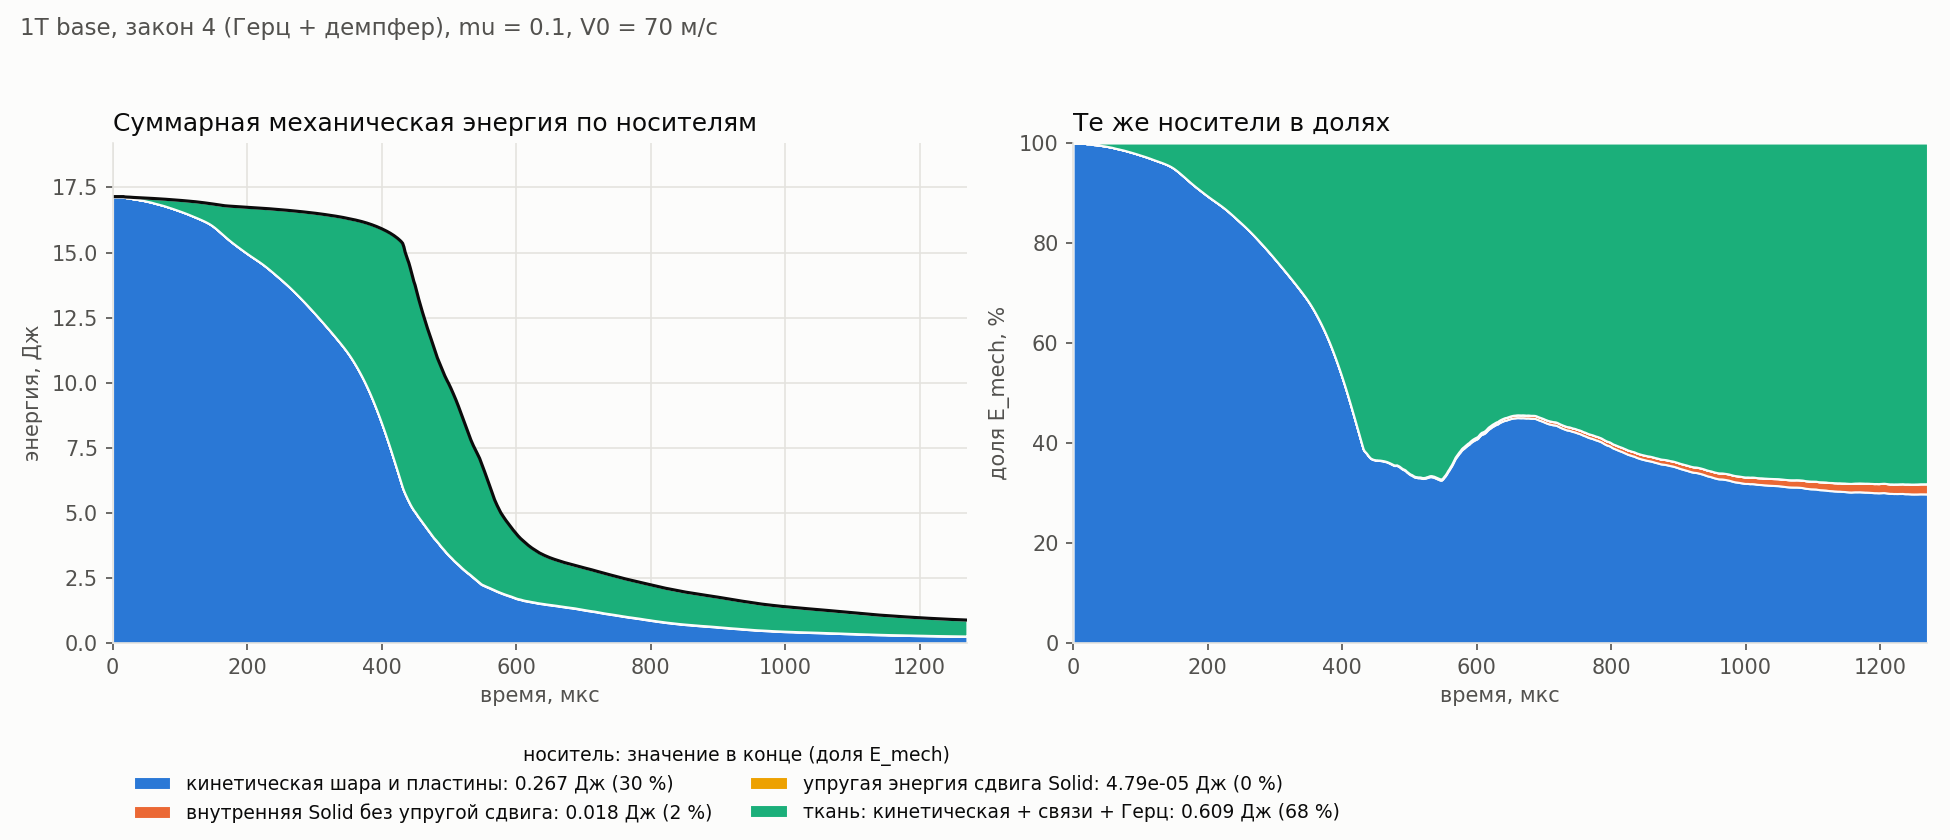 1T base, закон 4 (Герц + демпфер), mu = 0.1, V0 = 70 м/с
Суммарная механическая энергия по носителям
энергия, Дж
17.5
15.0
12.5
10.0
7.5
5.0
2.5
0.0
0 200 400 600 800 1000 1200
время, мкс
Те же носители в долях
доля E_mech, %
100
80
60
40
20
0
0 200 400 600 800 1000 1200
время, мкс
носитель: значение в конце (доля E_mech)
кинетическая шара и пластины: 0.267 Дж (30 %)
внутренняя Solid без упругой сдвига: 0.018 Дж (2 %)
упругая энергия сдвига Solid: 4.79e-05 Дж (0 %)
ткань: кинетическая + связи + Герц: 0.609 Дж (68 %)